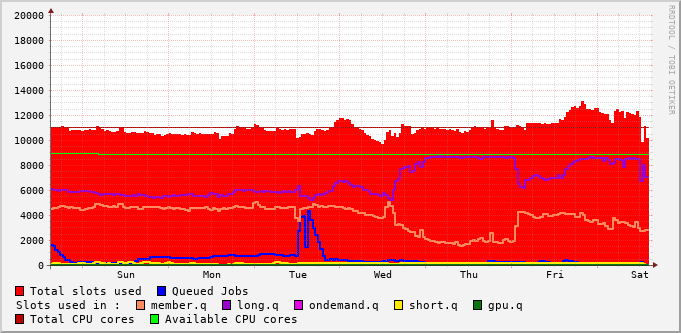 20000
18000
16000
14000
12000
10000
8000
6000
4000
2000
0
Sun Mon Tue Wed Thu Fri Sat
Total slots used Queued Jobs
Slots used in : member.q long.q ondemand.q short.q gpu.q
Total CPU cores Available CPU cores
RRDTOOL / TOBI OETIKER